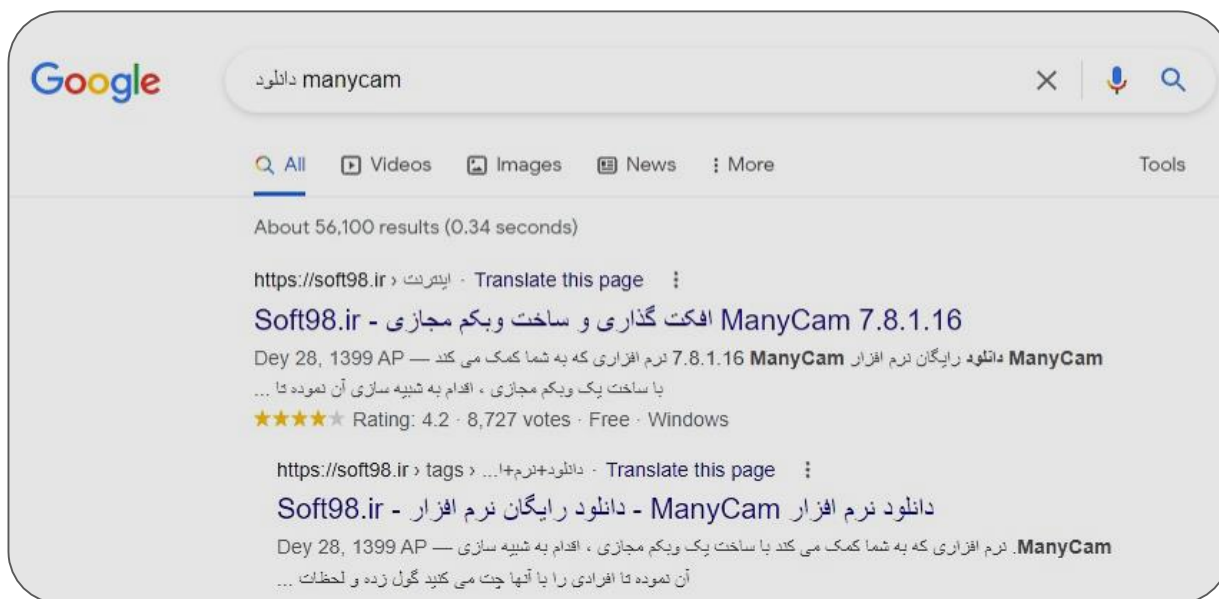 Google
دانلود manycam
All Videos Images News More Tools
About 56,100 results (0.34 seconds)
https://soft98.ir › اینترنت · Translate this page
ManyCam 7.8.1.16 افکت گذاری و ساخت وبکم مجازی - Soft98.ir
Dey 28, 1399 AP — ManyCam دانلود رایگان نرم افزار ManyCam 7.8.1.16 نرم افزاری که به شما کمک می کند
با ساخت یک وبکم مجازی ، اقدام به شبیه سازی آن نموده تا ...
Rating: 4.2 · 8,727 votes · Free · Windows
https://soft98.ir › tags › دانلود+نرم+ا... · Translate this page
دانلود نرم افزار ManyCam - دانلود رایگان نرم افزار - Soft98.ir
Dey 28, 1399 AP — ManyCam. نرم افزاری که به شما کمک می کند با ساخت یک وبکم مجازی ، اقدام به شبیه سازی
آن نموده تا افرادی را با آنها چت می کنید گول زده و لحظات ...